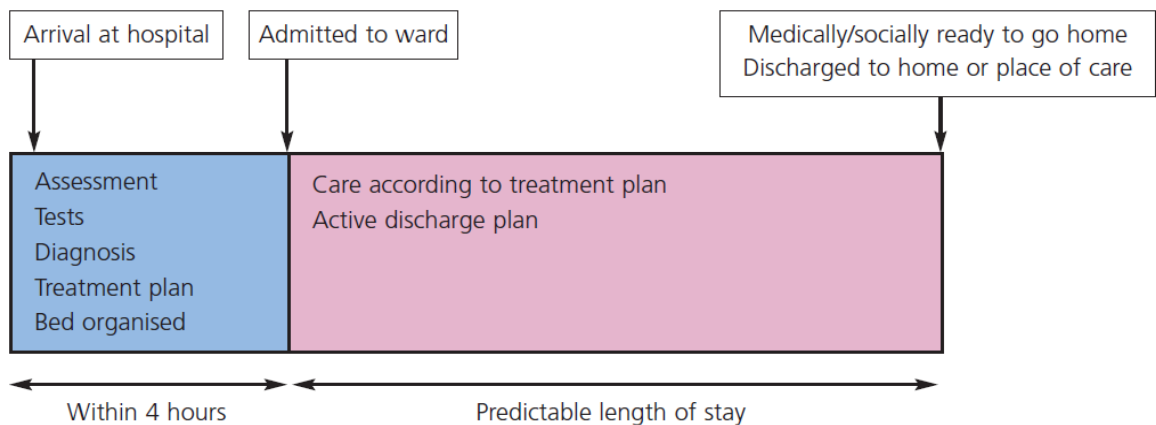 Arrival at hospital
Admitted to ward
Medically/socially ready to go home
Discharged to home or place of care
Assessment
Tests
Diagnosis
Treatment plan
Bed organised
Care according to treatment plan
Active discharge plan
Within 4 hours
Predictable length of stay